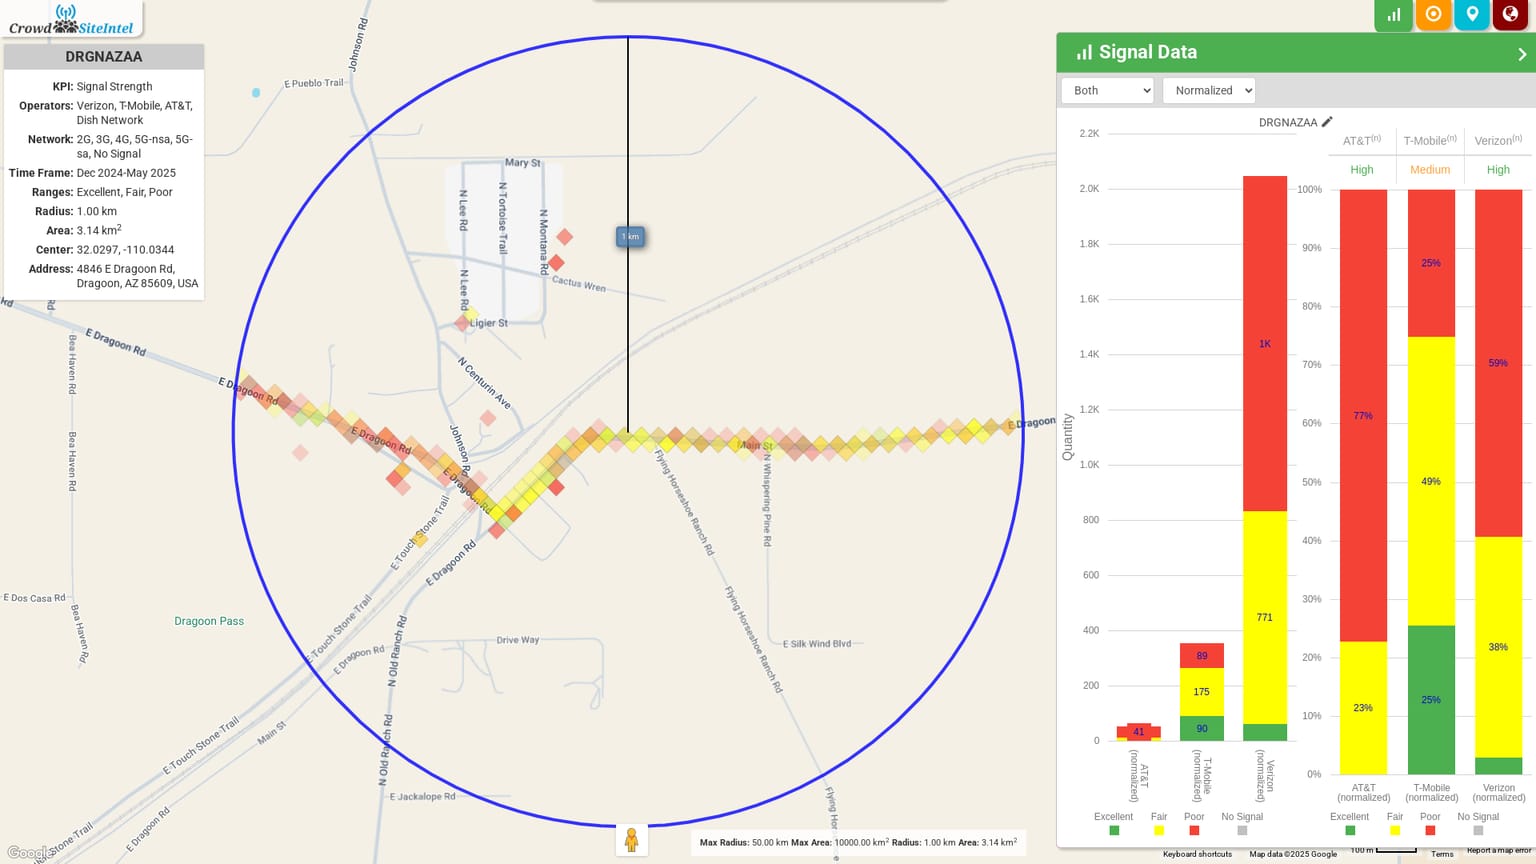 Crowd SiteIntel
DRGNAZAA
KPI: Signal Strength
Operators: Verizon, T-Mobile, AT&T,
Dish Network
Network: 2G, 3G, 4G, 5G-nsa, 5G-
sa, No Signal
Time Frame: Dec 2024-May 2025
Ranges: Excellent, Fair, Poor
Radius: 1.00 km
Area: 3.14 km²
Center: 32.0297, -110.0344
Address: 4846 E Dragoon Rd,
Dragoon, AZ 85609, USA
Johnson Rd
E Pueblo Trail
Mary St
N Lee Rd
N Tortoise Trail
N Montana Rd
1 km
N Lee Rd
Cactus Wren
Ligier St
Rd
Rd
E Dragoon Rd
Bea Haven Rd
E Dragoon Rd
N Centurin Ave
E Dragoon Rd
Johnson Rd
E Dragoon
Main St
Bea Haven Rd
E Dragoon Rd
N Whispering Pine Rd
Flying Horseshoe Ranch Rd
E Touch Stone Trail
E Dragoon Rd
E Dos Casa Rd
Bea Haven Rd
Dragoon Pass
E Touch Stone Trail
E Dragoon Rd
N Old Ranch Rd
Drive Way
Flying Horseshoe Ranch Rd
E Silk Wind Blvd
E Touch Stone Trail
Main St
N Old Ranch Rd
E Jackalope Rd
Flying Hor
e
E Dragoon Rd
Stone Trail
Google
Max Radius: 50.00 km Max Area: 10000.00 km² Radius: 1.00 km Area: 3.14 km²
Keyboard shortcuts
Map data ©2025 Google
100 m
Terms
Report a map error
Signal Data
Both
Normalized
DRGNAZAA
Quantity
2.2K
2.0K
1.8K
1.6K
1.4K
1.2K
1.0K
800
600
400
200
0
41
89
175
90
1K
771
AT&T
(normalized)
T-Mobile
(normalized)
Verizon
(normalized)
Excellent
Fair
Poor
No Signal
AT&T(n)
T-Mobile(n)
Verizon(n)
High
Medium
High
100%
90%
80%
70%
60%
50%
40%
30%
20%
10%
0%
77%
23%
25%
49%
25%
59%
38%
AT&T
(normalized)
T-Mobile
(normalized)
Verizon
(normalized)
Excellent
Fair
Poor
No Signal